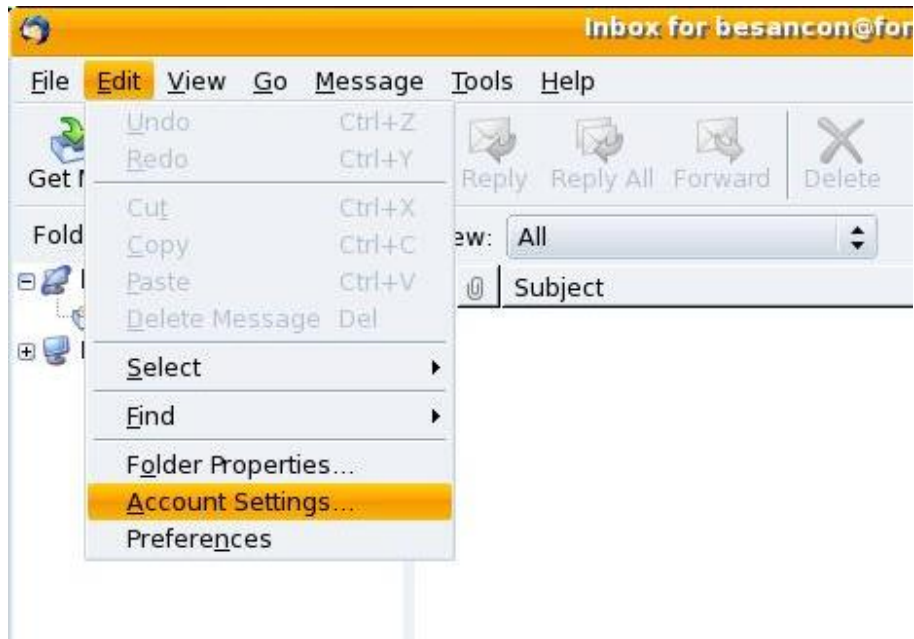 Inbox for besancon@for
File Edit View Go Message Tools Help
Get
Reply Reply All Forward Delete
Undo Ctrl+Z
Redo Ctrl+Y
Cut Ctrl+X
Copy Ctrl+C
Paste Ctrl+V
Delete Message Del
Select
Find
Folder Properties...
Account Settings...
Preferences
Fold
ew: All
Subject